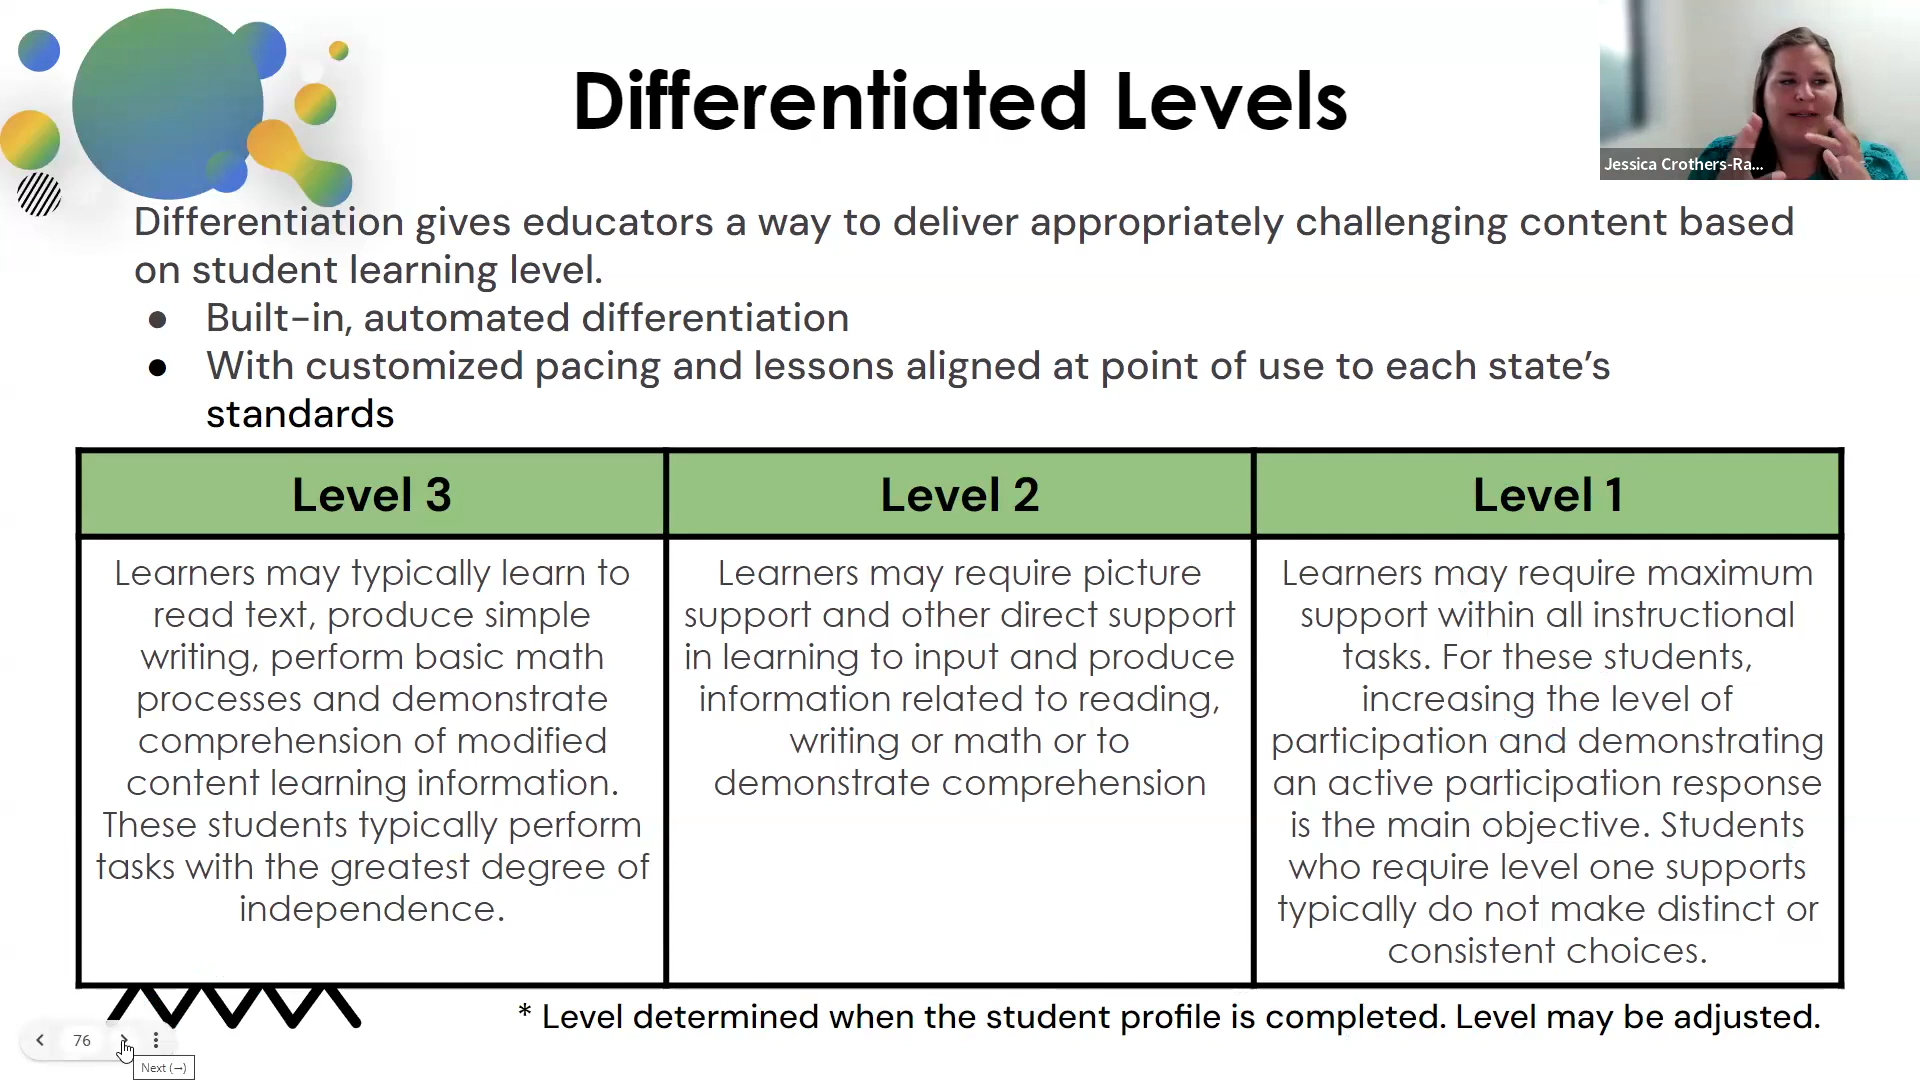 Differentiated Levels
Jessica Crothers-Ra...
Differentiation gives educators a way to deliver appropriately challenging content based
on student learning level.
● Built-in, automated differentiation
● With customized pacing and lessons aligned at point of use to each state's
standards
Level 3
Learners may typically learn to
read text, produce simple
writing, perform basic math
processes and demonstrate
comprehension of modified
content learning information.
These students typically perform
tasks with the greatest degree of
independence.
Level 2
Learners may require picture
support and other direct support
in learning to input and produce
information related to reading,
writing or math or to
demonstrate comprehension
Level 1
Learners may require maximum
support within all instructional
tasks. For these students,
increasing the level of
participation and demonstrating
an active participation response
is the main objective. Students
who require level one supports
typically do not make distinct or
consistent choices.
* Level determined when the student profile is completed. Level may be adjusted.
76
Next (→)